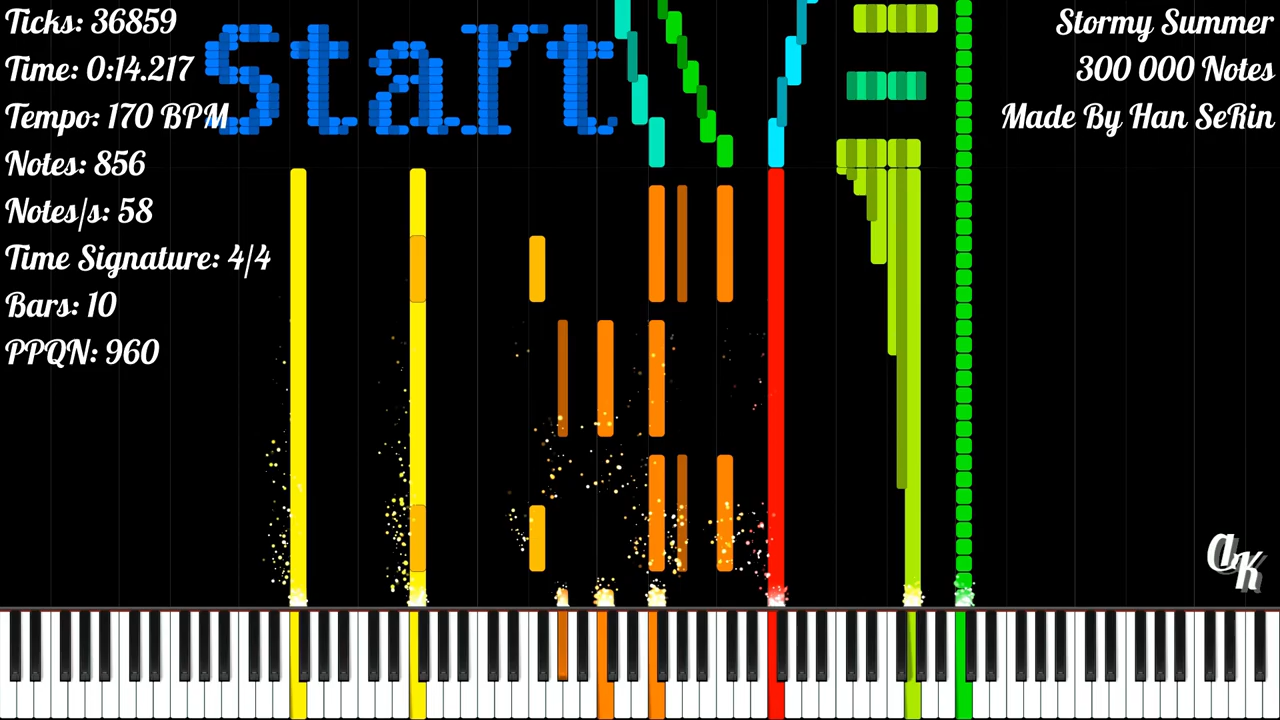 Ticks: 36859
Time: 0:14.217
Tempo: 170 BPM
Notes: 856
Notes/s: 58
Time Signature: 4/4
Bars: 10
PPQN: 960
Start
Stormy Summer
300 000 Notes
Made By Han SeRin
aK